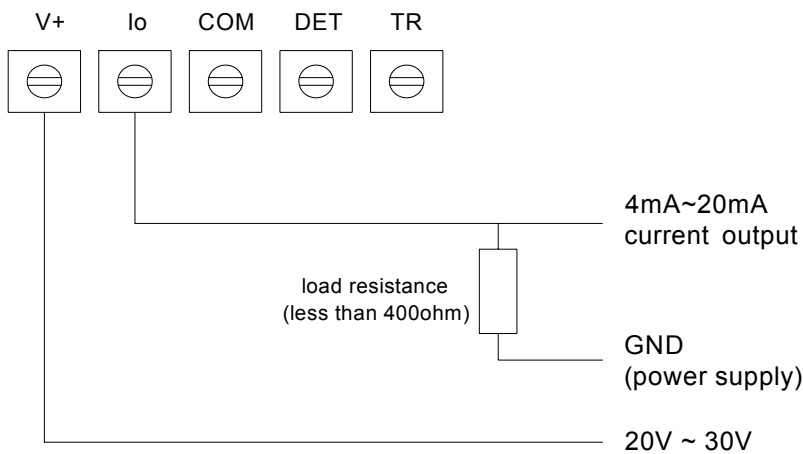 V+ Io COM DET TR
4mA~20mA
current output
load resistance
(less than 400ohm)
GND
(power supply)
20V ~ 30V